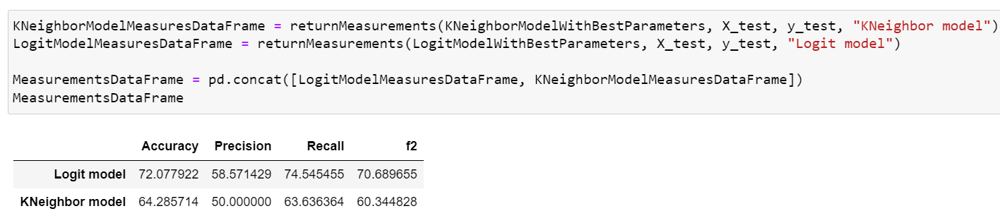 KNeighborModelMeasuresDataFrame = returnMeasurements(KNeighborModelWithBestParameters, X_test, y_test, "KNeighbor model")
LogitModelMeasuresDataFrame = returnMeasurements(LogitModelWithBestParameters, X_test, y_test, "Logit model")
MeasurementsDataFrame = pd.concat([LogitModelMeasuresDataFrame, KNeighborModelMeasuresDataFrame])
MeasurementsDataFrame
Accuracy Precision Recall f2
Logit model 72.077922 58.571429 74.545455 70.689655
KNeighbor model 64.285714 50.000000 63.636364 60.344828